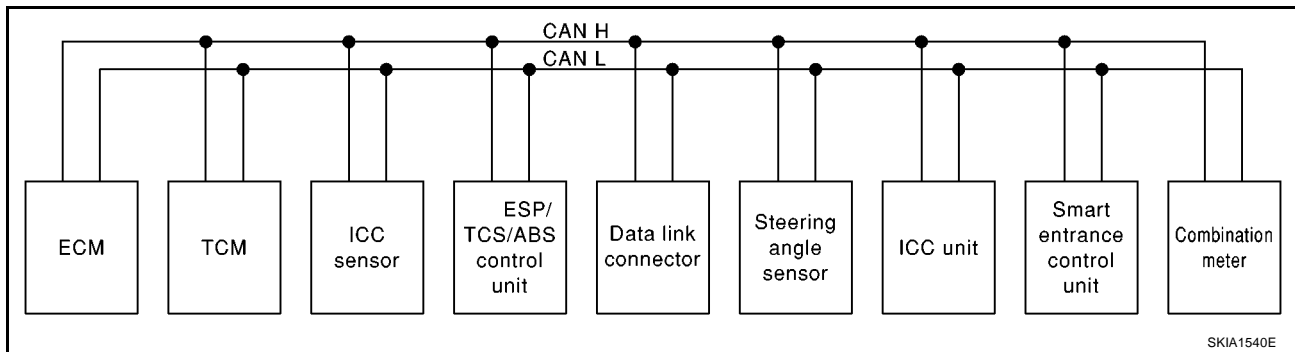 CAN H
CAN L
ECM
TCM
ICC
sensor
ESP/
TCS/ABS
control
unit
Data link
connector
Steering
angle
sensor
ICC unit
Smart
entrance
control
unit
Combination
meter
SKIA1540E